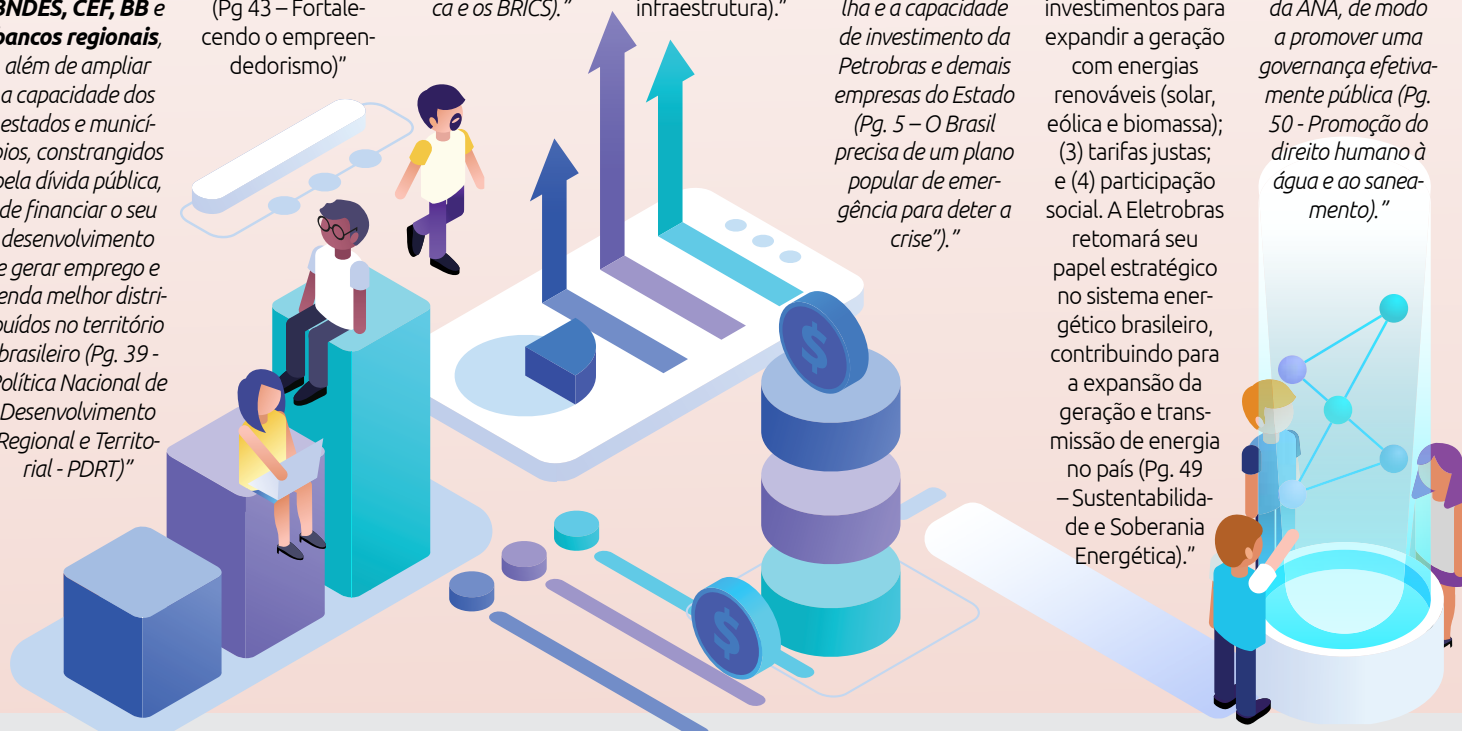 BNDES, CEF, BB e
bancos regionais,
além de ampliar
a capacidade dos
estados e municí-
pios, constrangidos
pela dívida pública,
de financiar o seu
desenvolvimento
e gerar emprego e
renda melhor distri-
buídos no território
brasileiro (Pg. 39 -
Política Nacional de
Desenvolvimento
Regional e Territo-
rial - PDRT)”
(Pg 43 – Fortale-
cendo o empreen-
dedorismo)”
ca e os BRICS).”
infraestrutura).”
lha e a capacidade
de investimento da
Petrobras e demais
empresas do Estado
(Pg. 5 – O Brasil
precisa de um plano
popular de emer-
gência para deter a
crise”).”
investimentos para
expandir a geração
com energias
renováveis (solar,
eólica e biomassa);
(3) tarifas justas;
e (4) participação
social. A Eletrobras
retomará seu
papel estratégico
no sistema ener-
gético brasileiro,
contribuindo para
a expansão da
geração e trans-
missão de energia
no país (Pg. 49
– Sustentabilida-
de e Soberania
Energética).”
da ANA, de modo
a promover uma
governança efetiva-
mente pública (Pg.
50 - Promoção do
direito humano à
água e ao sanea-
mento).”
$
$